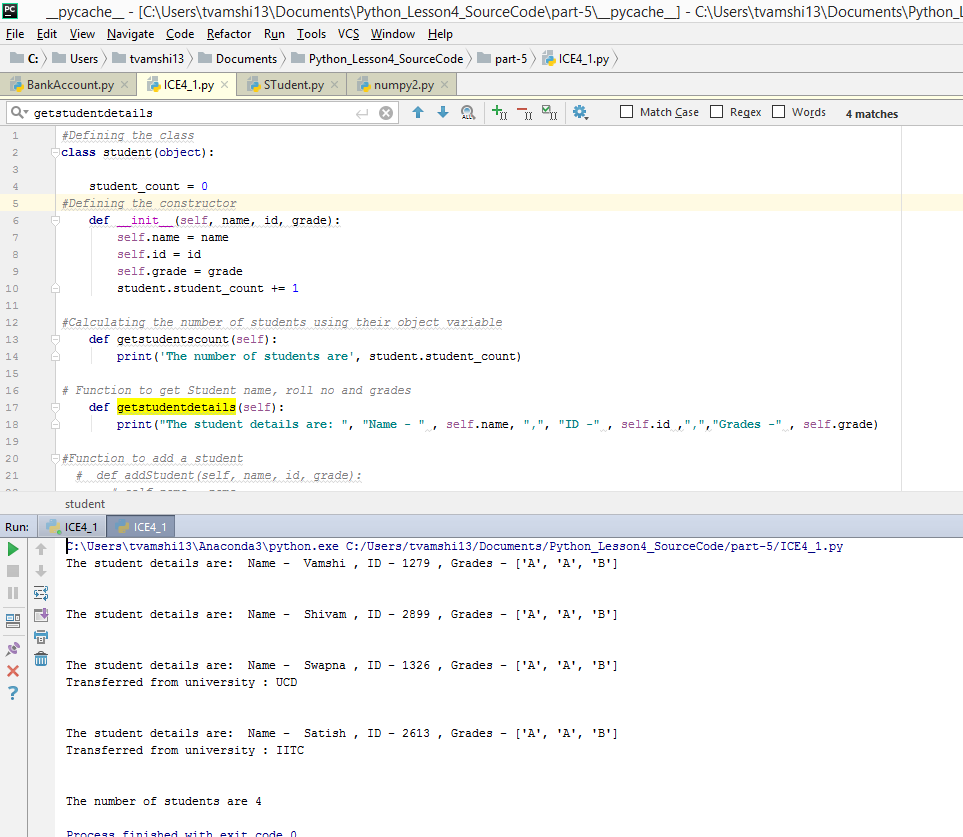 PC __pycache__ - [C:\Users\tvamshi13\Documents\Python_Lesson4_SourceCode\part-5\__pycache__] - C:\Users\tvamshi13\Documents\Python_L
File Edit View Navigate Code Refactor Run Tools VCS Window Help
C: Users tvamshi13 Documents Python_Lesson4_SourceCode part-5 ICE4_1.py
BankAccount.py ICE4_1.py STudent.py numpy2.py
getstudentdetails Match Case Regex Words 4 matches
1 #Defining the class
2 class student(object):
3
4 student_count = 0
5 #Defining the constructor
6 def __init__(self, name, id, grade):
7 self.name = name
8 self.id = id
9 self.grade = grade
10 student.student_count += 1
11
12 #Calculating the number of students using their object variable
13 def getstudentscount(self):
14 print('The number of students are', student.student_count)
15
16 # Function to get Student name, roll no and grades
17 def getstudentdetails(self):
18 print("The student details are: ", "Name - " , self.name, ",", "ID -" , self.id ,",","Grades -" , self.grade)
19
20 #Function to add a student
21 # def addStudent(self, name, id, grade):
student
Run: ICE4_1 ICE4_1
C:\Users\tvamshi13\Anaconda3\python.exe C:/Users/tvamshi13/Documents/Python_Lesson4_SourceCode/part-5/ICE4_1.py
The student details are:  Name -  Vamshi , ID - 1279 , Grades - ['A', 'A', 'B']
The student details are:  Name -  Shivam , ID - 2899 , Grades - ['A', 'A', 'B']
The student details are:  Name -  Swapna , ID - 1326 , Grades - ['A', 'A', 'B']
Transferred from university : UCD
The student details are:  Name -  Satish , ID - 2613 , Grades - ['A', 'A', 'B']
Transferred from university : IITC
The number of students are 4
Process finished with exit code 0